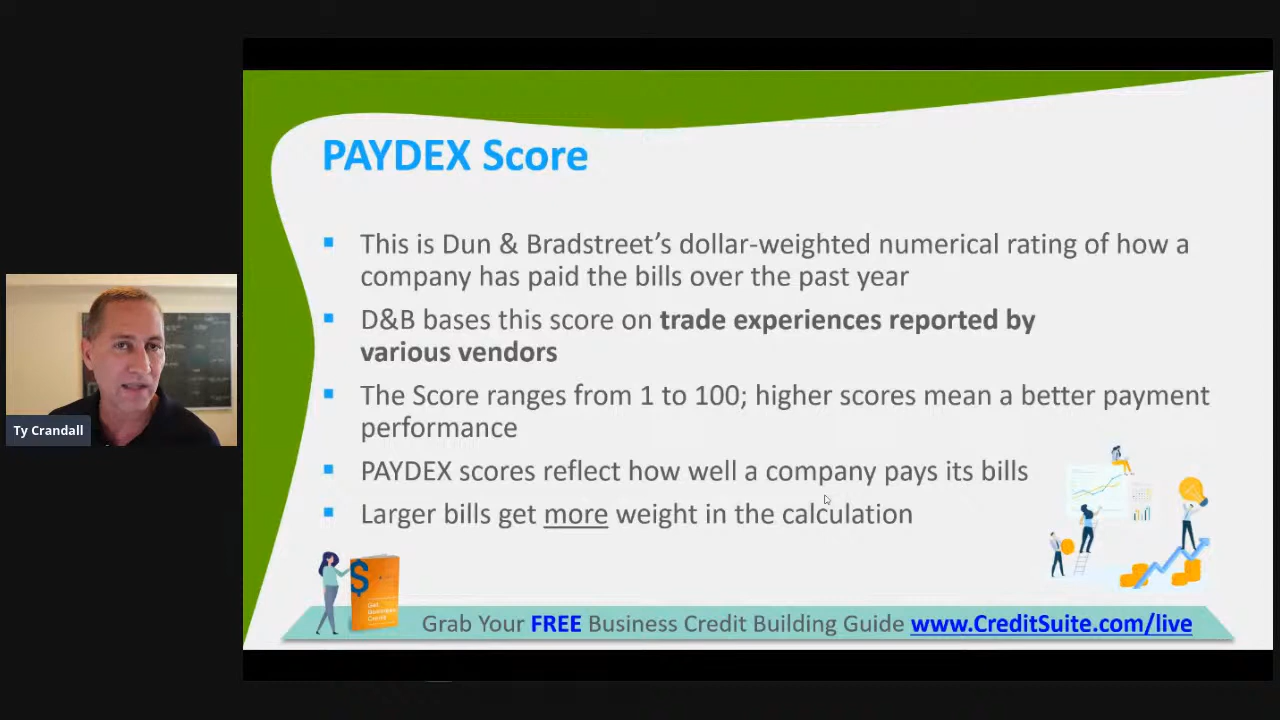 PAYDEX Score
This is Dun & Bradstreet's dollar-weighted numerical rating of how a
company has paid the bills over the past year
D&B bases this score on trade experiences reported by
various vendors
The Score ranges from 1 to 100; higher scores mean a better payment
performance
PAYDEX scores reflect how well a company pays its bills
Larger bills get more weight in the calculation
Ty Crandall
$
Get
Business
Credit
Grab Your FREE Business Credit Building Guide www.CreditSuite.com/live